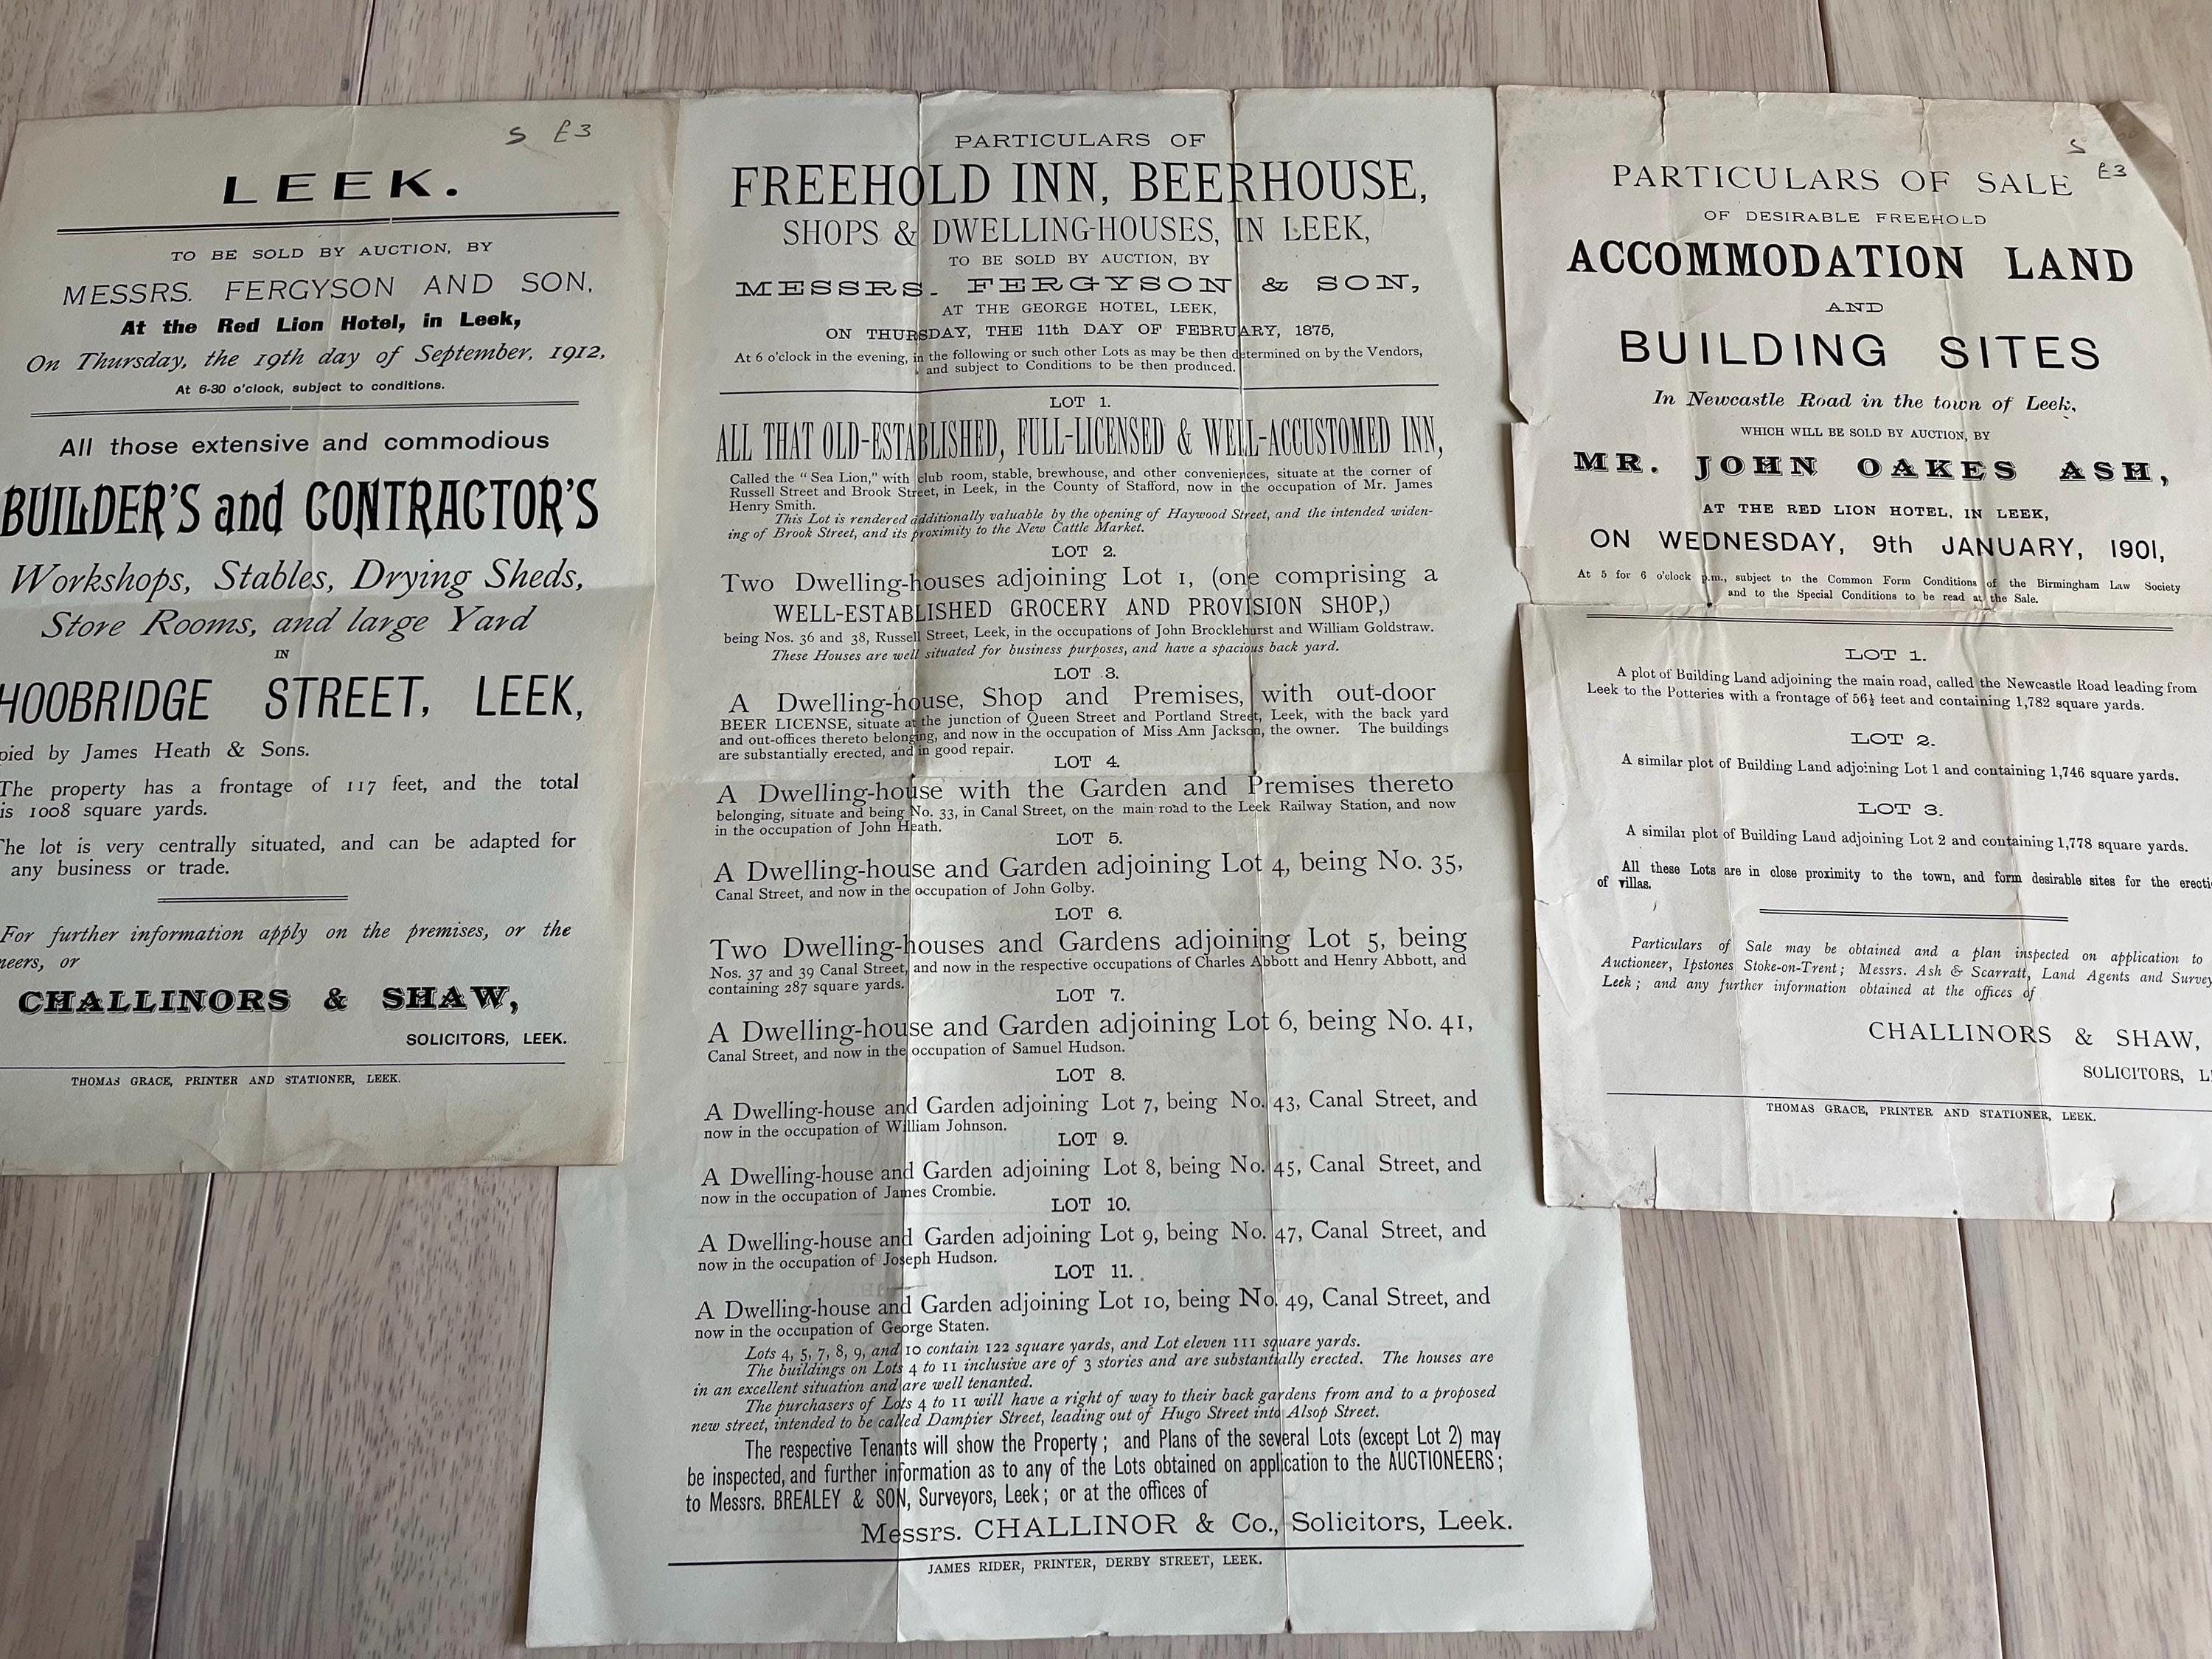 S £3
LEEK.
TO BE SOLD BY AUCTION, BY
MESSRS. FERGYSON AND SON,
At the Red Lion Hotel, in Leek,
On Thursday, the 19th day of September, 1912,
At 6-30 o'clock, subject to conditions.
All those extensive and commodious
BUILDER'S and CONTRACTOR'S
Workshops, Stables, Drying Sheds,
Store Rooms, and large Yard
IN
HOOBRIDGE STREET, LEEK,
pied by James Heath & Sons.
The property has a frontage of 117 feet, and the total
is 1008 square yards.
The lot is very centrally situated, and can be adapted for
any business or trade.
For further information apply on the premises, or the
neers, or
CHALLINORS & SHAW,
SOLICITORS, LEEK.
THOMAS GRACE, PRINTER AND STATIONER, LEEK.
PARTICULARS OF
FREEHOLD INN, BEERHOUSE,
SHOPS & DWELLING-HOUSES, IN LEEK,
TO BE SOLD BY AUCTION, BY
MESSRS. FERGYSON & SON,
AT THE GEORGE HOTEL, LEEK,
ON THURSDAY, THE 11th DAY OF FEBRUARY, 1875,
At 6 o'clock in the evening, in the following or such other Lots as may be then determined on by the Vendors,
and subject to Conditions to be then produced.
LOT 1.
ALL THAT OLD-ESTABLISHED, FULL-LICENSED & WELL-ACCUSTOMED INN,
Called the "Sea Lion," with club room, stable, brewhouse, and other conveniences, situate at the corner of
Russell Street and Brook Street, in Leek, in the County of Stafford, now in the occupation of Mr. James
Henry Smith.
This Lot is rendered additionally valuable by the opening of Haywood Street, and the intended widen-
ing of Brook Street, and its proximity to the New Cattle Market.
LOT 2.
Two Dwelling-houses adjoining Lot 1, (one comprising a
WELL-ESTABLISHED GROCERY AND PROVISION SHOP,)
being Nos. 36 and 38, Russell Street, Leek, in the occupations of John Brocklehurst and William Goldstraw.
These Houses are well situated for business purposes, and have a spacious back yard.
LOT 3.
A Dwelling-house, Shop and Premises, with out-door
BEER LICENSE, situate at the junction of Queen Street and Portland Street, Leek, with the back yard
and out-offices thereto belonging, and now in the occupation of Miss Ann Jackson, the owner. The buildings
are substantially erected, and in good repair.
LOT 4.
A Dwelling-house with the Garden and Premises thereto
belonging, situate and being No. 33, in Canal Street, on the main road to the Leek Railway Station, and now
in the occupation of John Heath.
LOT 5.
A Dwelling-house and Garden adjoining Lot 4, being No. 35,
Canal Street, and now in the occupation of John Golby.
LOT 6.
Two Dwelling-houses and Gardens adjoining Lot 5, being
Nos. 37 and 39 Canal Street, and now in the respective occupations of Charles Abbott and Henry Abbott, and
containing 287 square yards.
LOT 7.
A Dwelling-house and Garden adjoining Lot 6, being No. 41,
Canal Street, and now in the occupation of Samuel Hudson.
LOT 8.
A Dwelling-house and Garden adjoining Lot 7, being No. 43, Canal Street, and
now in the occupation of William Johnson.
LOT 9.
A Dwelling-house and Garden adjoining Lot 8, being No. 45, Canal Street, and
now in the occupation of James Crombie.
LOT 10.
A Dwelling-house and Garden adjoining Lot 9, being No. 47, Canal Street, and
now in the occupation of Joseph Hudson.
LOT 11.
A Dwelling-house and Garden adjoining Lot 10, being No. 49, Canal Street, and
now in the occupation of George Staten.
Lots 4, 5, 7, 8, 9, and 10 contain 122 square yards, and Lot eleven 111 square yards.
The buildings on Lots 4 to 11 inclusive are of 3 stories and are substantially erected. The houses are
in an excellent situation and are well tenanted.
The purchasers of Lots 4 to 11 will have a right of way to their back gardens from and to a proposed
new street, intended to be called Dampier Street, leading out of Hugo Street into Alsop Street.
The respective Tenants will show the Property; and Plans of the several Lots (except Lot 2) may
be inspected, and further information as to any of the Lots obtained on application to the AUCTIONEERS;
to Messrs. BREALEY & SON, Surveyors, Leek; or at the offices of
Messrs. CHALLINOR & Co., Solicitors, Leek.
JAMES RIDER, PRINTER, DERBY STREET, LEEK.
S
£3
PARTICULARS OF SALE
OF DESIRABLE FREEHOLD
ACCOMMODATION LAND
AND
BUILDING SITES
In Newcastle Road in the town of Leek,
WHICH WILL BE SOLD BY AUCTION, BY
MR. JOHN OAKES ASH,
AT THE RED LION HOTEL, IN LEEK,
ON WEDNESDAY, 9th JANUARY, 1901,
At 5 for 6 o'clock p.m., subject to the Common Form Conditions of the Birmingham Law Society
and to the Special Conditions to be read at the Sale.
LOT 1.
A plot of Building Land adjoining the main road, called the Newcastle Road leading from
Leek to the Potteries with a frontage of 56½ feet and containing 1,782 square yards.
LOT 2.
A similar plot of Building Land adjoining Lot 1 and containing 1,746 square yards.
LOT 3.
A similar plot of Building Land adjoining Lot 2 and containing 1,778 square yards.
All these Lots are in close proximity to the town, and form desirable sites for the erecti
of villas.
Particulars of Sale may be obtained and a plan inspected on application to
Auctioneer, Ipstones Stoke-on-Trent; Messrs. Ash & Scarratt, Land Agents and Survey
Leek; and any further information obtained at the offices of
CHALLINORS & SHAW,
SOLICITORS, L
THOMAS GRACE, PRINTER AND STATIONER, LEEK.